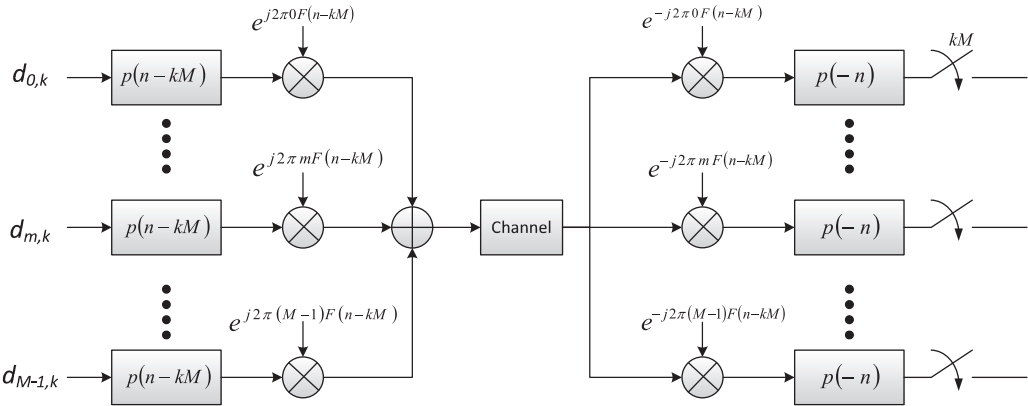 e^{j2π0F(n−kM)}
e^{−j2π0F(n−kM)}
kM
d_{0,k}
p(n−kM)
p(−n)
e^{j2πmF(n−kM)}
e^{−j2πmF(n−kM)}
d_{m,k}
p(n−kM)
Channel
p(−n)
e^{j2π(M−1)F(n−kM)}
e^{−j2π(M−1)F(n−kM)}
d_{M-1,k}
p(n−kM)
p(−n)